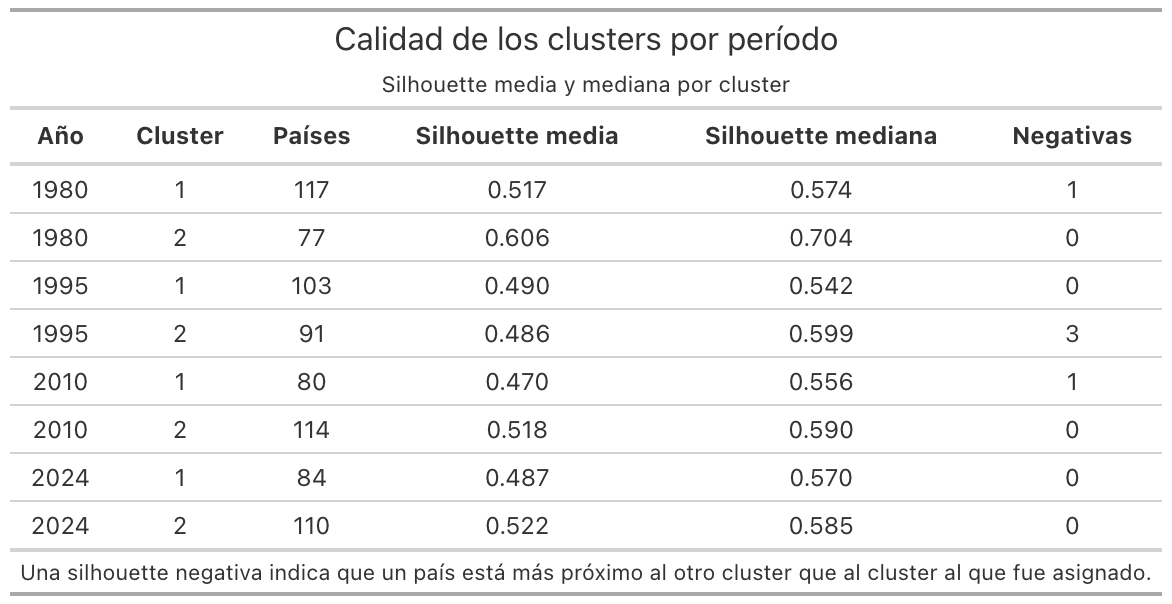 Calidad de los clusters por período
Silhouette media y mediana por cluster
Año Cluster Países Silhouette media Silhouette mediana Negativas
1980 1 117 0.517 0.574 1
1980 2 77 0.606 0.704 0
1995 1 103 0.490 0.542 0
1995 2 91 0.486 0.599 3
2010 1 80 0.470 0.556 1
2010 2 114 0.518 0.590 0
2024 1 84 0.487 0.570 0
2024 2 110 0.522 0.585 0
Una silhouette negativa indica que un país está más próximo al otro cluster que al cluster al que fue asignado.